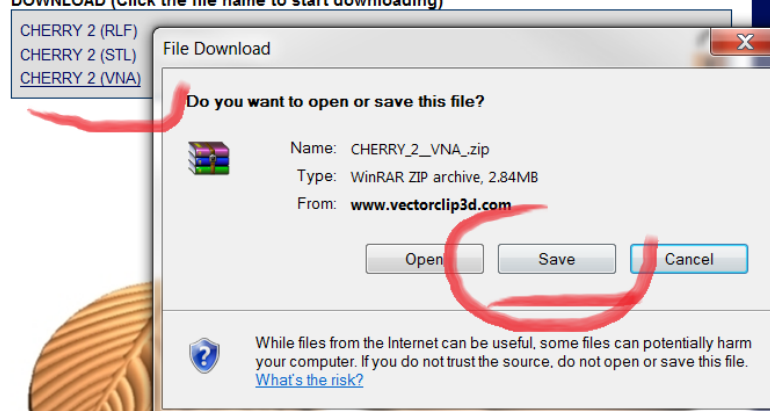 DOWNLOAD (Click the file name to start downloading)
CHERRY 2 (RLF)
CHERRY 2 (STL)
CHERRY 2 (VNA)
File Download
X
Do you want to open or save this file?
Name: CHERRY_2__VNA_.zip
Type: WinRAR ZIP archive, 2.84MB
From: www.vectorclip3d.com
Open Save Cancel
While files from the Internet can be useful, some files can potentially harm
your computer. If you do not trust the source, do not open or save this file.
What's the risk?